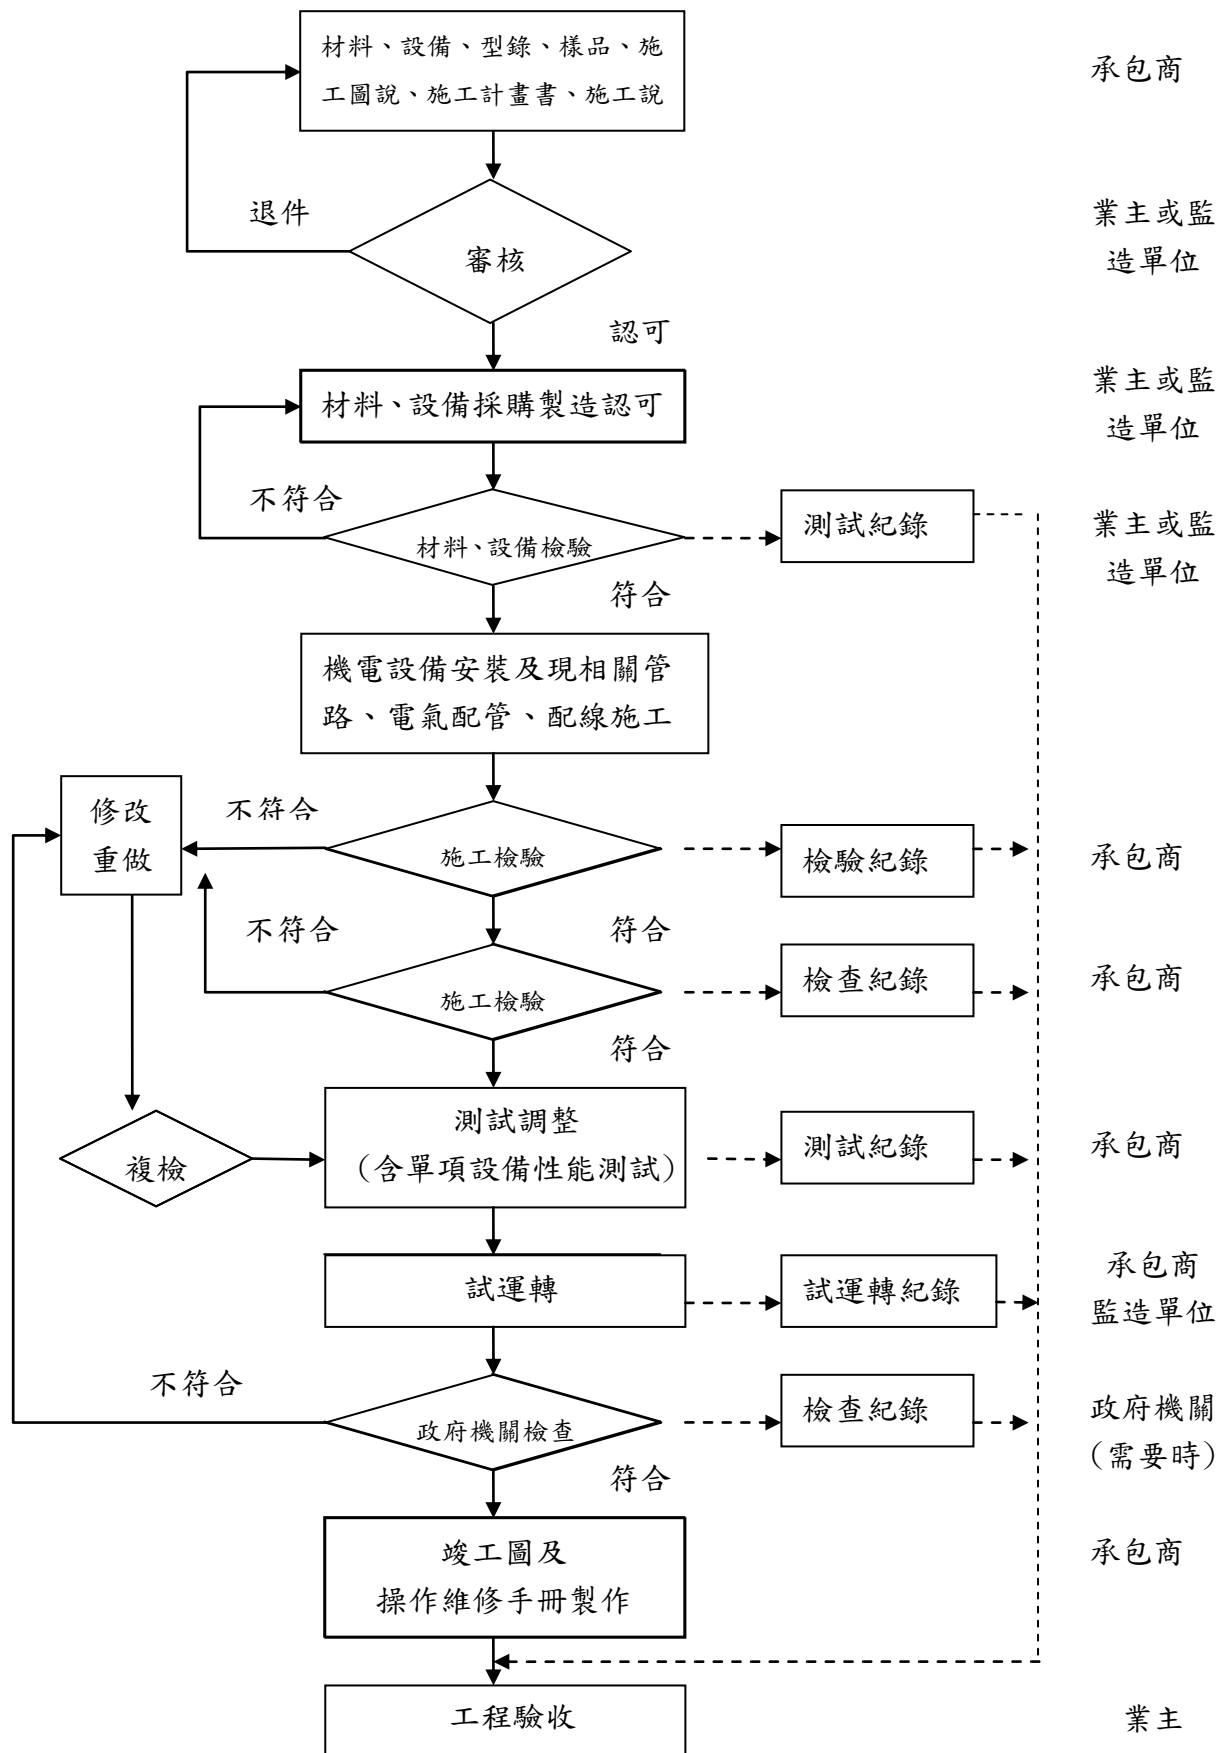 材料、設備、型錄、樣品、施
工圖說、施工計畫書、施工說
承包商
退件
審核
業主或監
造單位
認可
材料、設備採購製造認可
業主或監
造單位
不符合
材料、設備檢驗
測試紀錄
業主或監
造單位
符合
機電設備安裝及現相關管
路、電氣配管、配線施工
修改
重做
不符合
施工檢驗
檢驗紀錄
承包商
符合
不符合
施工檢驗
檢查紀錄
承包商
符合
複檢
測試調整
（含單項設備性能測試）
測試紀錄
承包商
試運轉
試運轉紀錄
承包商
監造單位
不符合
政府機關檢查
檢查紀錄
政府機關
（需要時）
符合
竣工圖及
操作維修手冊製作
承包商
工程驗收
業主